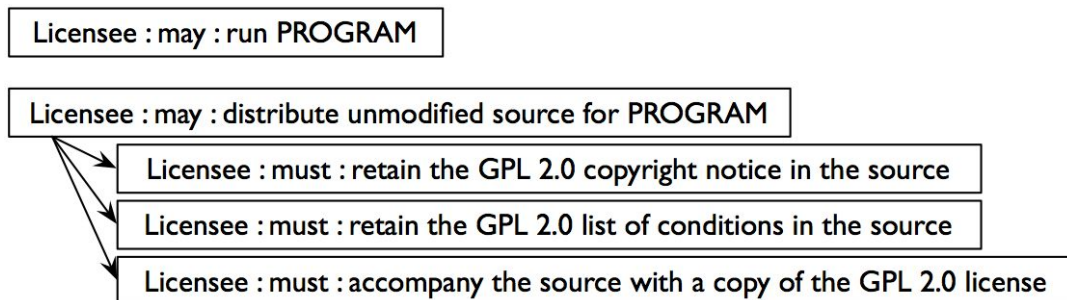 Licensee : may : run PROGRAM
Licensee : may : distribute unmodified source for PROGRAM
Licensee : must : retain the GPL 2.0 copyright notice in the source
Licensee : must : retain the GPL 2.0 list of conditions in the source
Licensee : must : accompany the source with a copy of the GPL 2.0 license